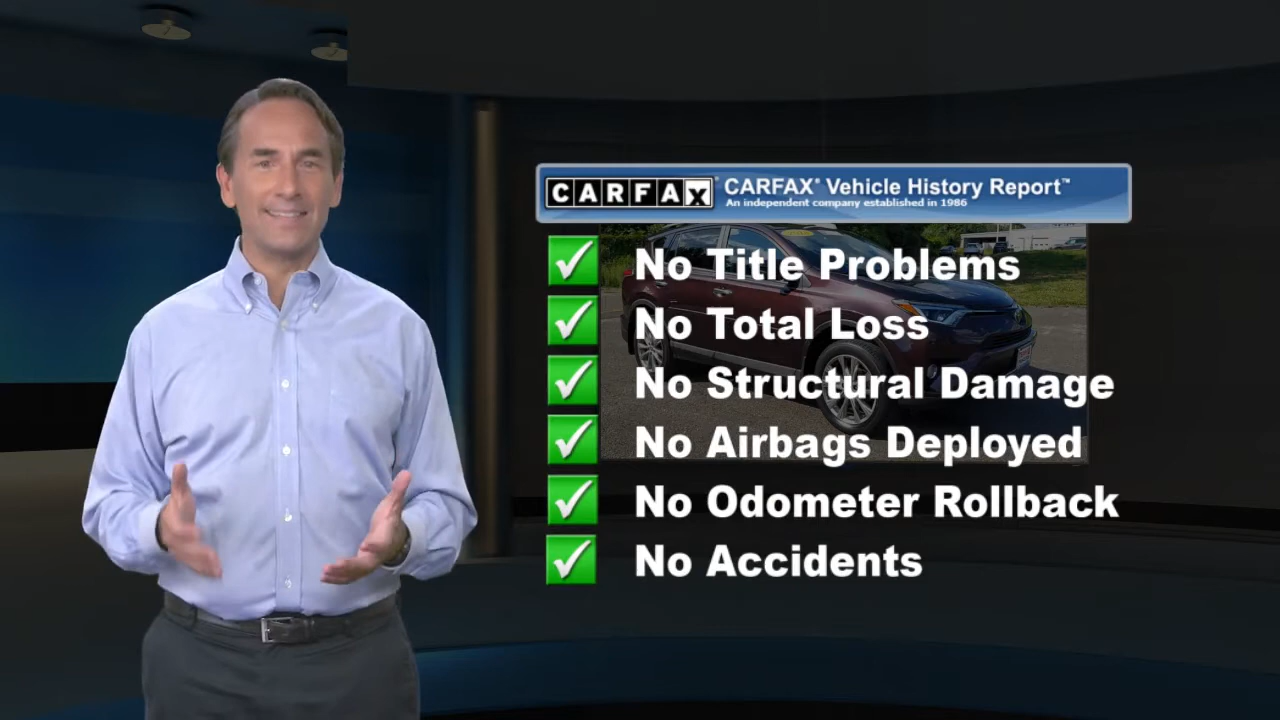 CARFAX® CARFAX® Vehicle History Report™
An independent company established in 1986
No Title Problems
No Total Loss
No Structural Damage
No Airbags Deployed
No Odometer Rollback
No Accidents